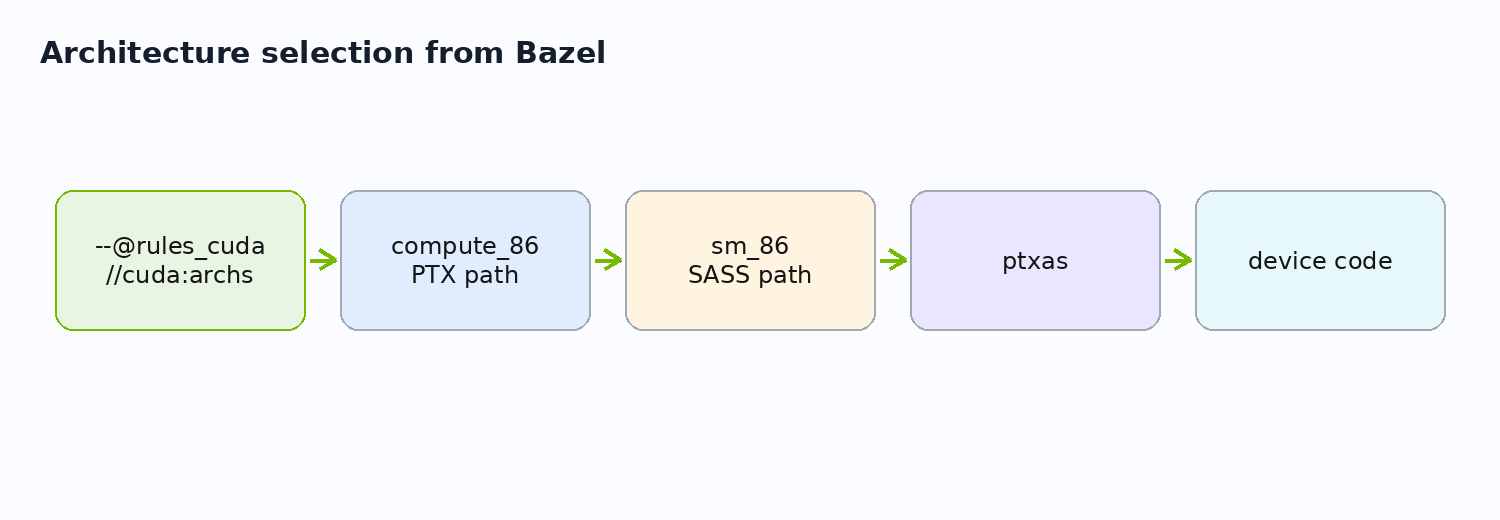 Architecture selection from Bazel
--@rules_cuda
//cuda:archs
compute_86
PTX path
sm_86
SASS path
ptxas
device code